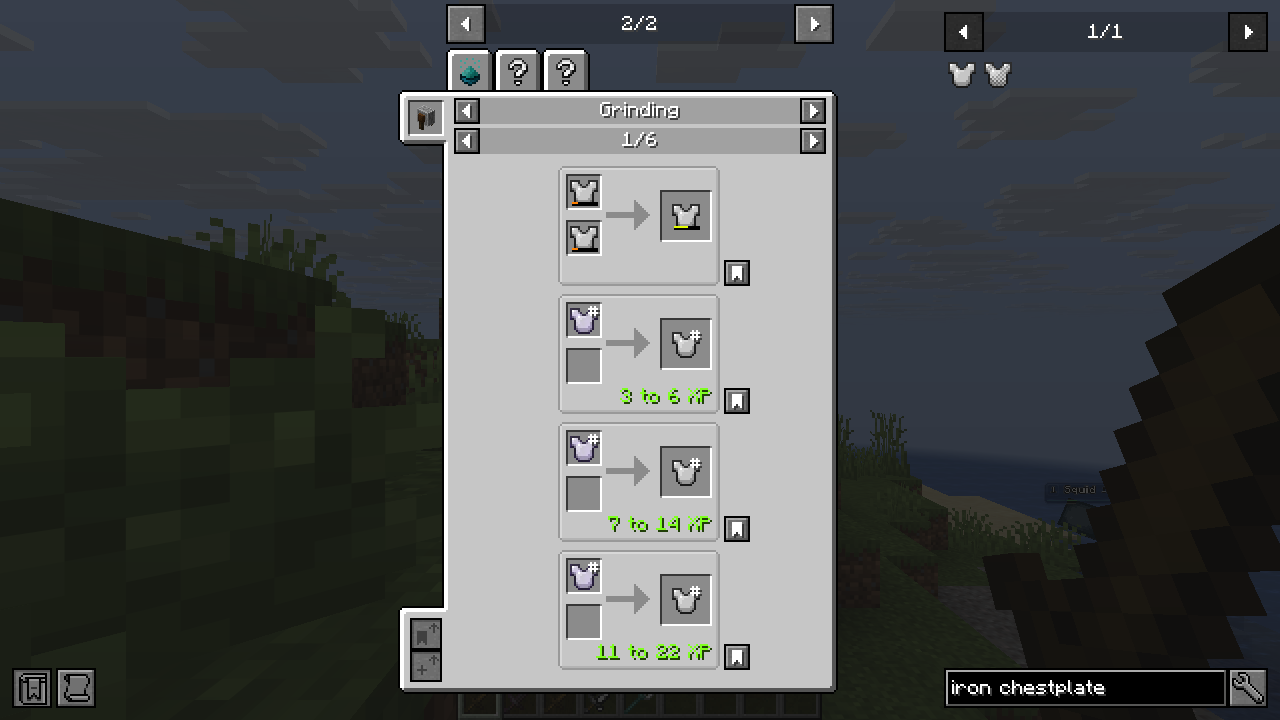 2/2
1/1
? ?
Grinding
1/6
3 to 6 XP
7 to 14 XP
11 to 22 XP
Squid
iron chestplate